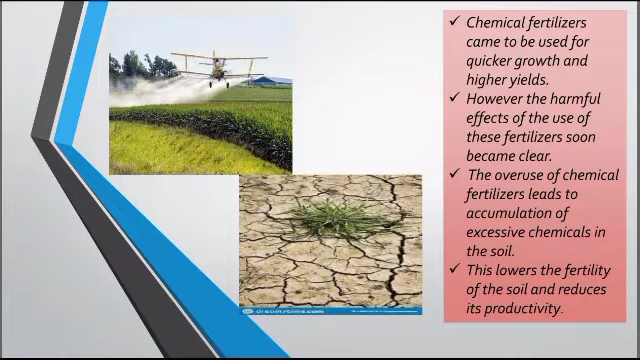 ✓ Chemical fertilizers
came to be used for
quicker growth and
higher yields.
✓ However the harmful
effects of the use of
these fertilizers soon
became clear.
✓ The overuse of chemical
fertilizers leads to
accumulation of
excessive chemicals in
the soil.
✓ This lowers the fertility
of the soil and reduces
its productivity.
dreamstime.com